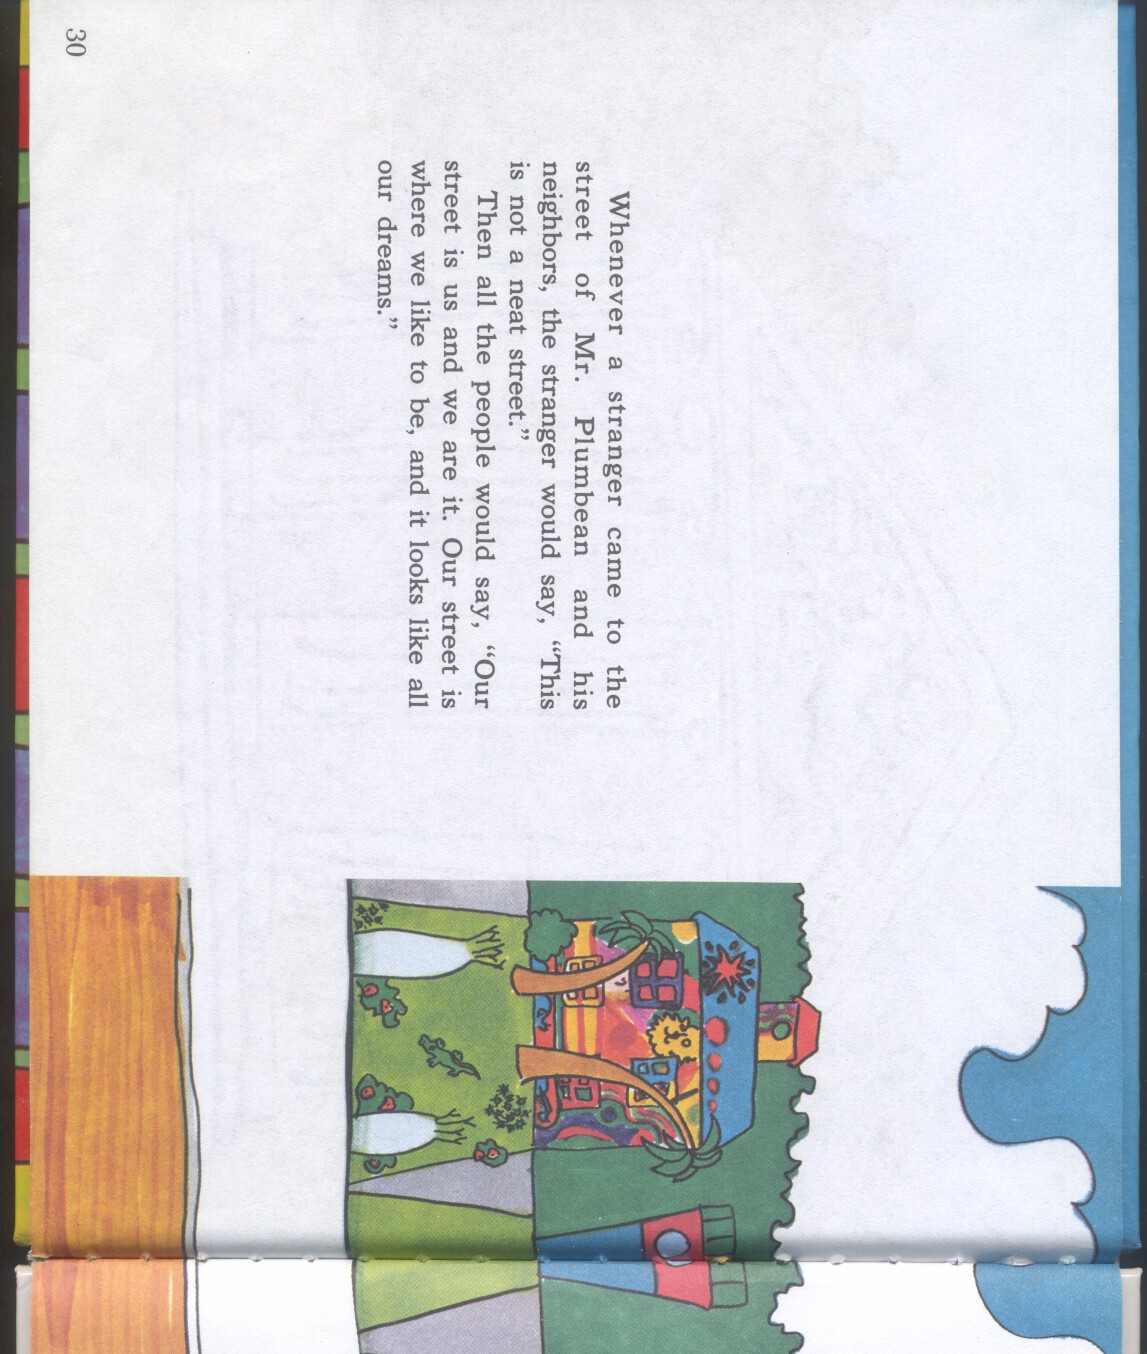 Whenever a stranger came to the
street of Mr. Plumbean and his
neighbors, the stranger would say, “This
is not a neat street.”
Then all the people would say, “Our
street is us and we are it. Our street is
where we like to be, and it looks like all
our dreams.”
30